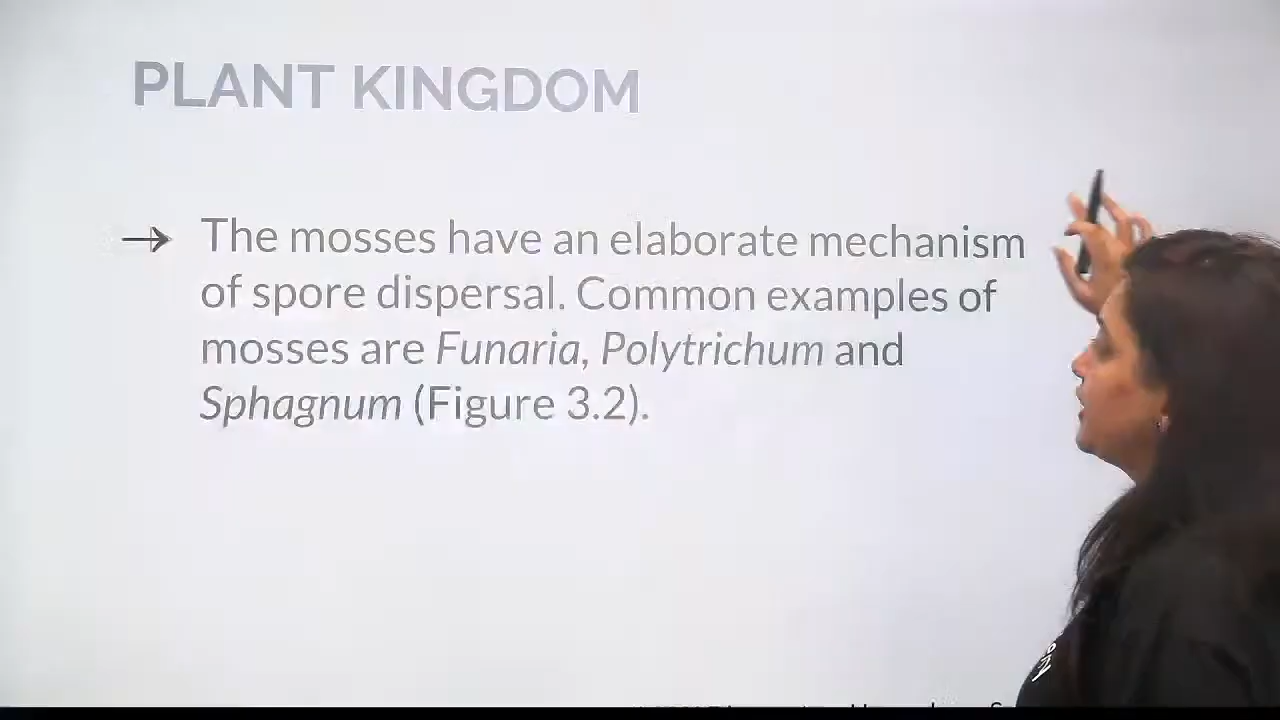 PLANT KINGDOM
→ The mosses have an elaborate mechanism
of spore dispersal. Common examples of
mosses are Funaria, Polytrichum and
Sphagnum (Figure 3.2).